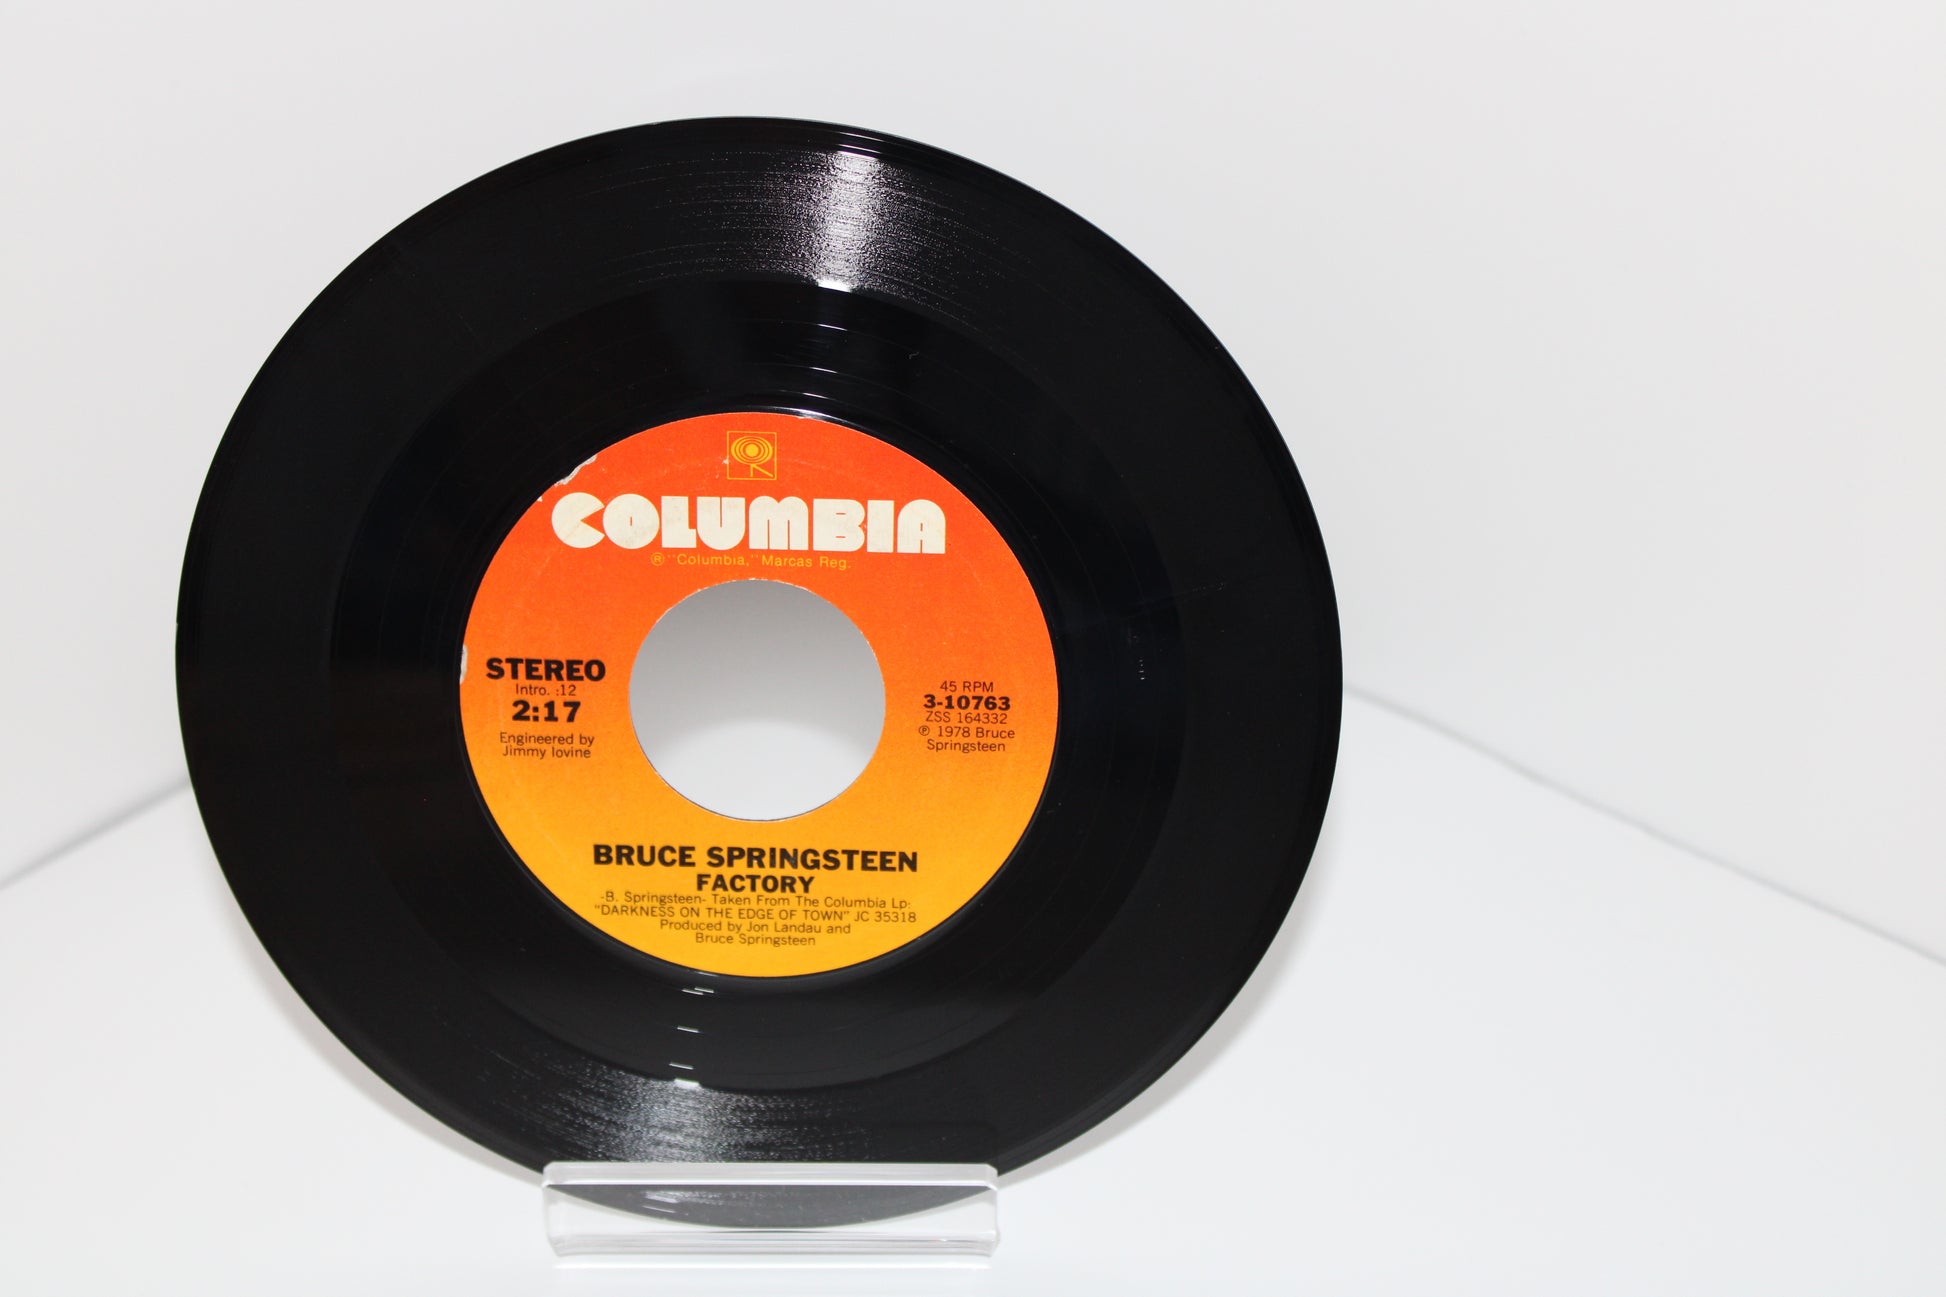 COLUMBIA
® "Columbia," Marcas Reg.
STEREO
Intro. :12
2:17
Engineered by
Jimmy Iovine
45 RPM
3-10763
ZSS 164332
℗ 1978 Bruce
Springsteen
BRUCE SPRINGSTEEN
FACTORY
-B. Springsteen- Taken From The Columbia Lp:
"DARKNESS ON THE EDGE OF TOWN" JC 35318
Produced by Jon Landau and
Bruce Springsteen